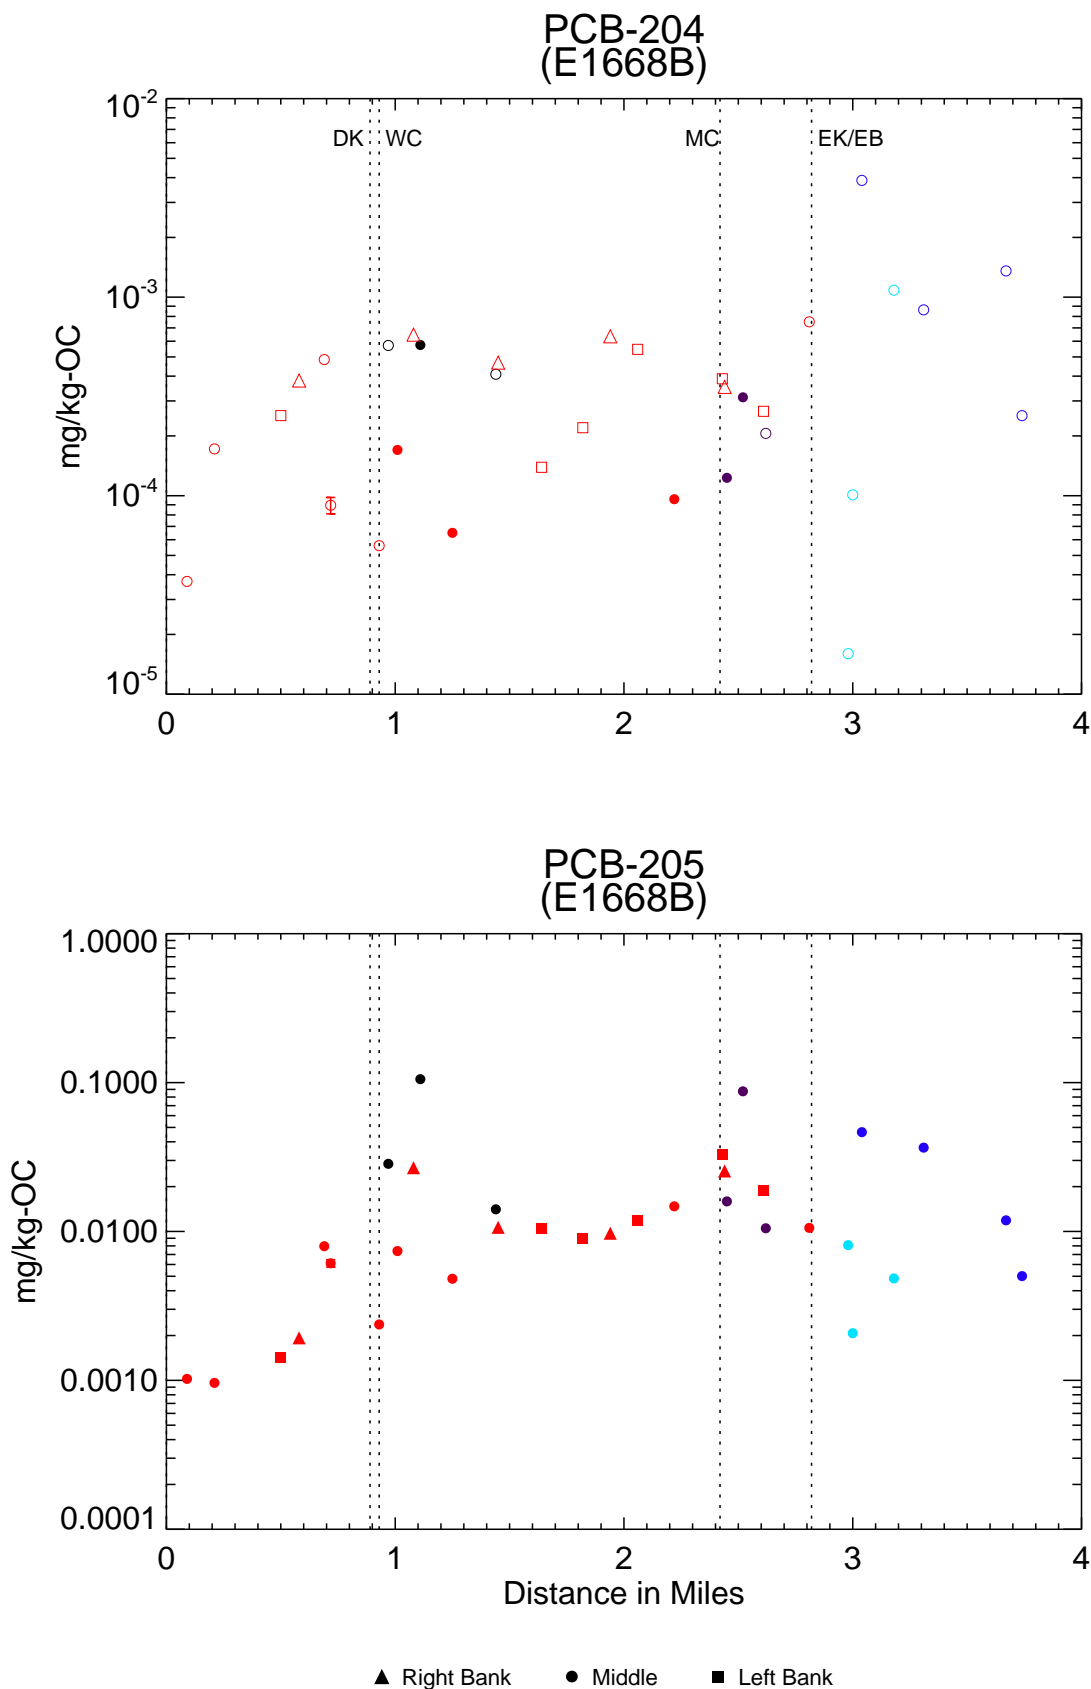 PCB-204
(E1668B)
10-2
DK WC MC EK/EB
10-3
mg/kg-OC
10-4
10-5
0 1 2 3 4
PCB-205
(E1668B)
1.0000
0.1000
mg/kg-OC
0.0100
0.0010
0.0001
0 1 2 3 4
Distance in Miles
Right Bank Middle Left Bank